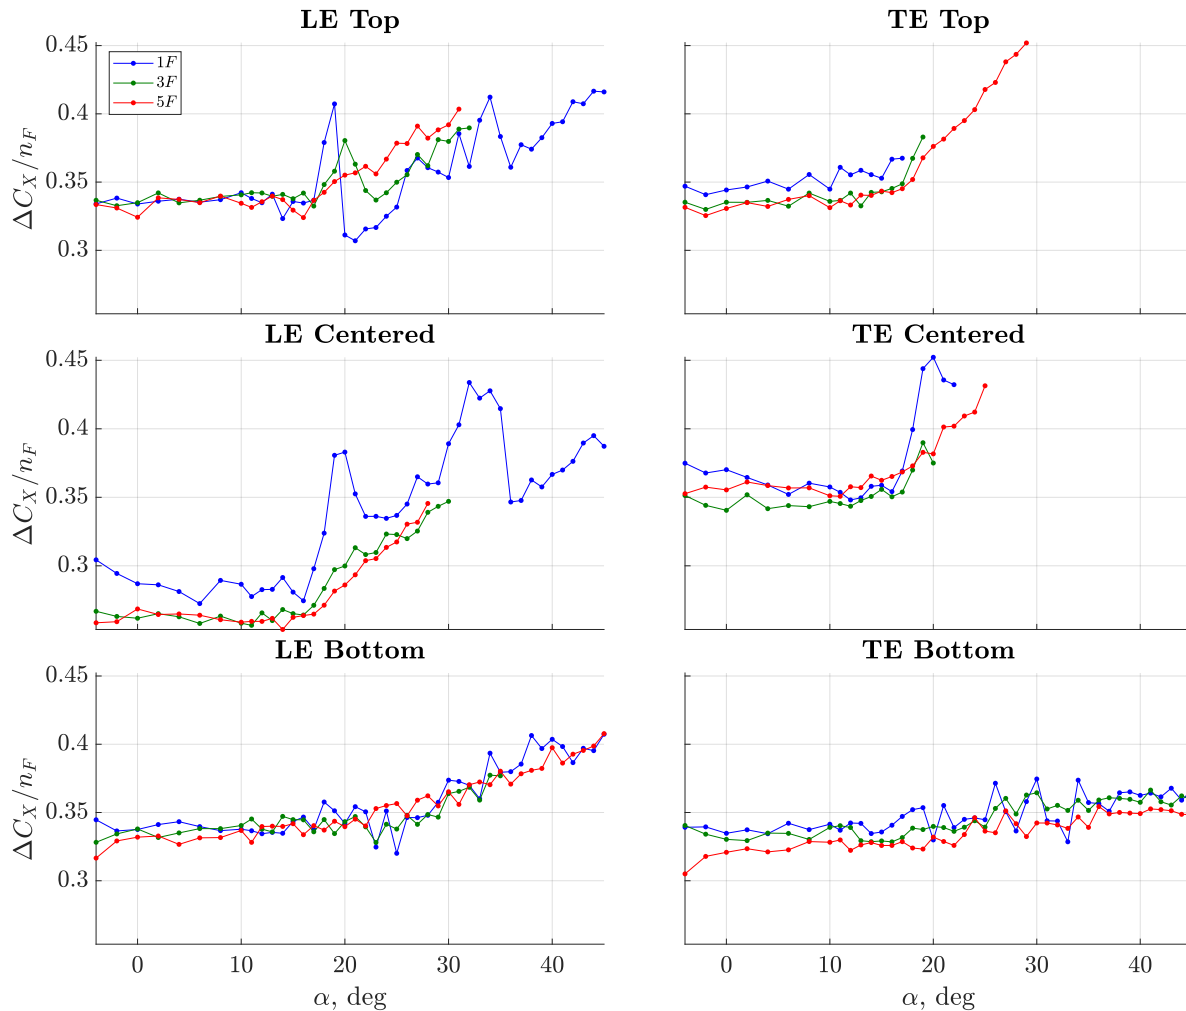 LE Top
TE Top
0.45
0.4
0.35
0.3
ΔC_X/n_F
1F
3F
5F
LE Centered
TE Centered
0.45
0.4
0.35
0.3
ΔC_X/n_F
LE Bottom
TE Bottom
0.45
0.4
0.35
0.3
ΔC_X/n_F
0 10 20 30 40
0 10 20 30 40
α, deg
α, deg